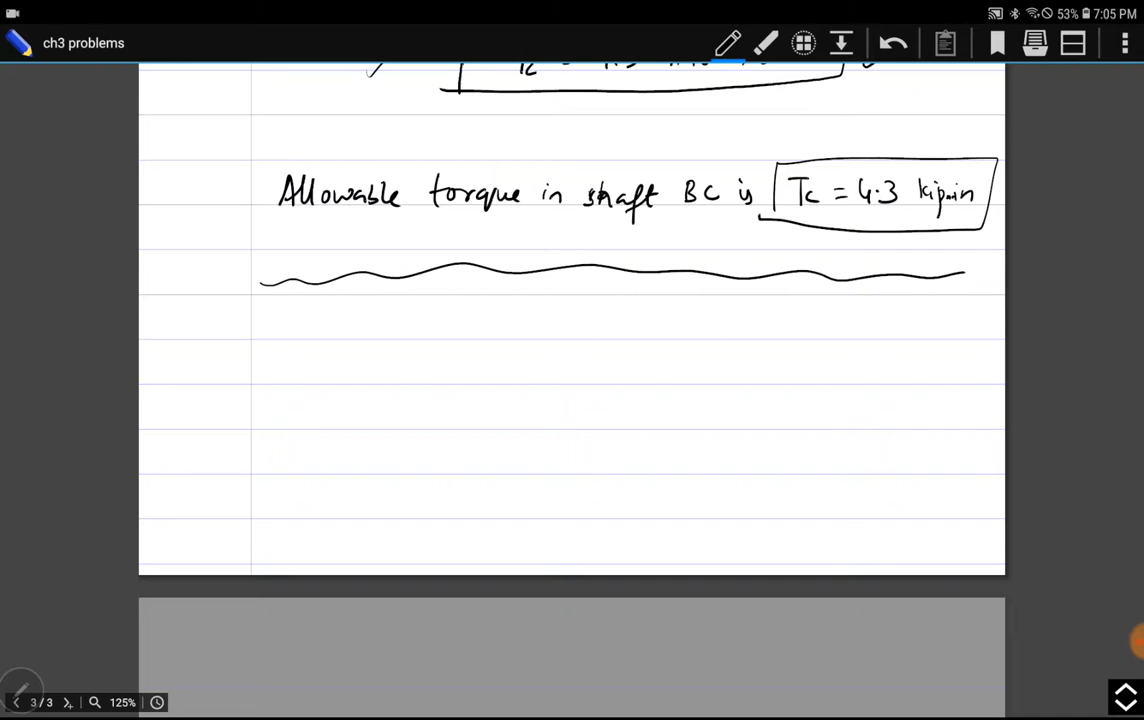 53% 7:05 PM
ch3 problems
Allowable torque in shaft BC is Tc = 4.3 kip-in
3/3 125%